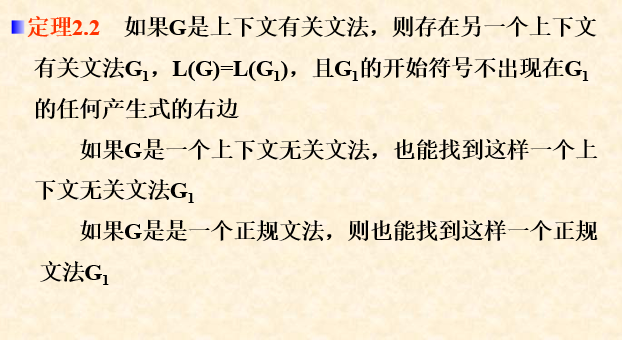 定理2.2 如果G是上下文有关文法，则存在另一个上下文
有关文法G₁，L(G)=L(G₁)，且G₁的开始符号不出现在G₁
的任何产生式的右边
如果G是一个上下文无关文法，也能找到这样一个上
下文无关文法G₁
如果G是是一个正规文法，则也能找到这样一个正规
文法G₁